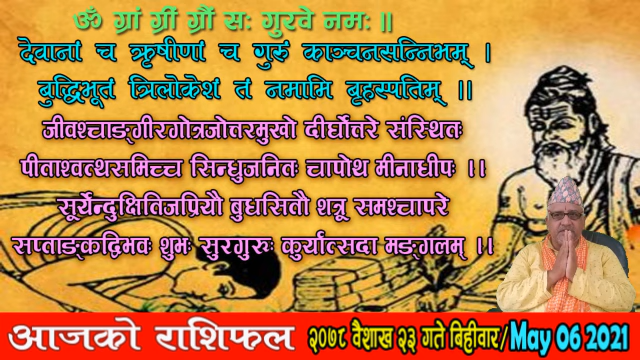 ॐ ग्रां ग्रीं ग्रौं सः गुरवे नमः ॥
देवानां च ऋषीणां च गुरुं काञ्चनसन्निभम् ।
बुद्धिभूतं त्रिलोकेशं तं नमामि बृहस्पतिम् ।।
जीवश्चाङ्गीरगोत्रजोत्तरमुखो दीर्घोत्तरे संस्थितः
पीताश्वत्थसमिच्च सिन्धुजनितः चापोथ मीनाधीपः ।।
सूर्येन्दुक्षितिजप्रियौ बुधसितौ शत्रू समश्चापरे
सप्ताङ्कद्विभवः शुभः सुरगुरुः कुर्यात्सदा मङ्गलम् ।।
आजको राशिफल २०७८ वैशाख २३ गते बिहीवार/May 06 2021